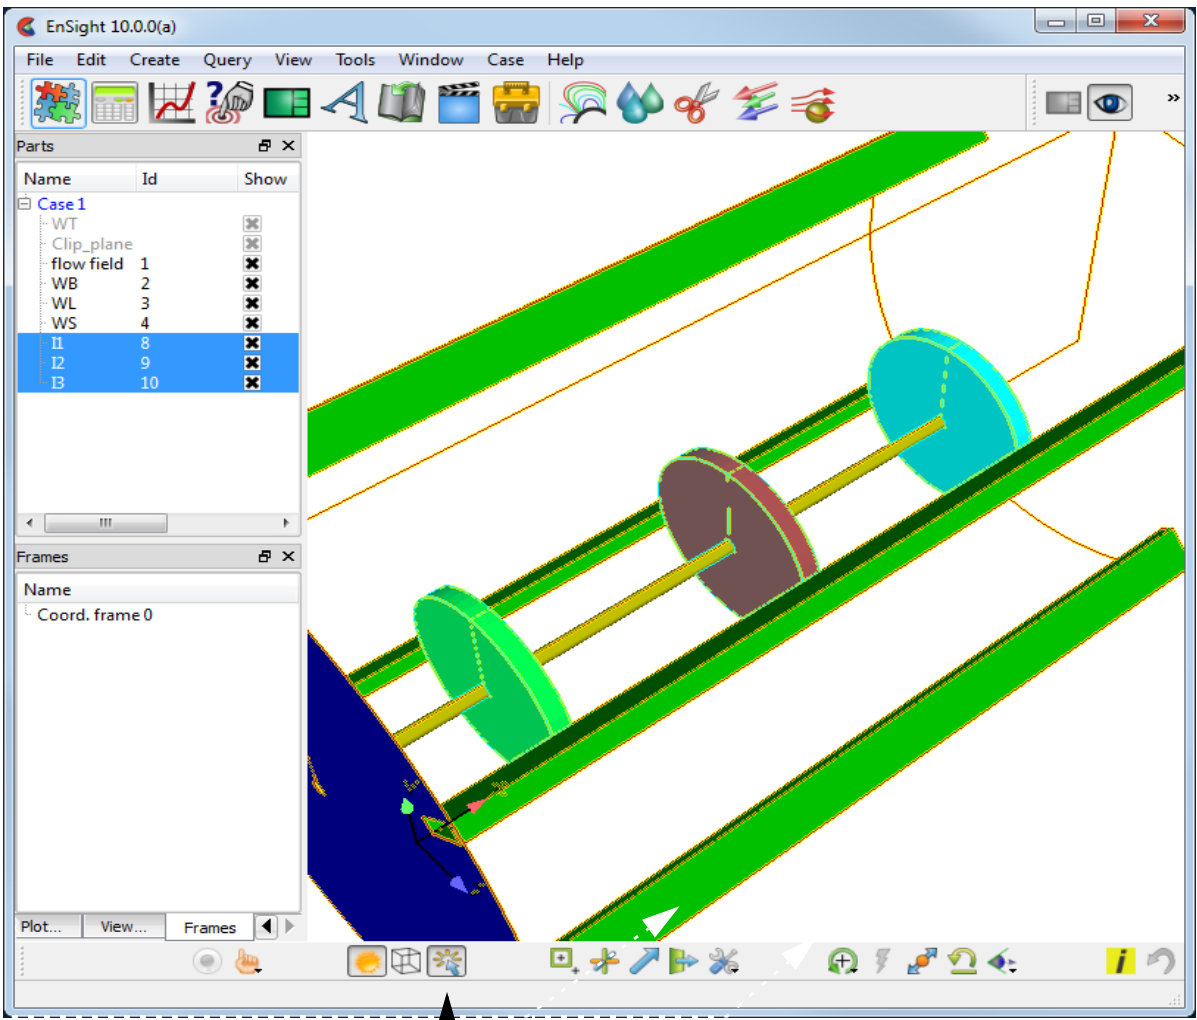 EnSight 10.0.0(a)
File Edit Create Query View Tools Window Case Help
»
Parts
Name Id Show
Case 1
WT
Clip_plane
flow field 1
WB 2
WL 3
WS 4
I1 8
I2 9
I3 10
Frames
Name
Coord. frame 0
Plot... View... Frames